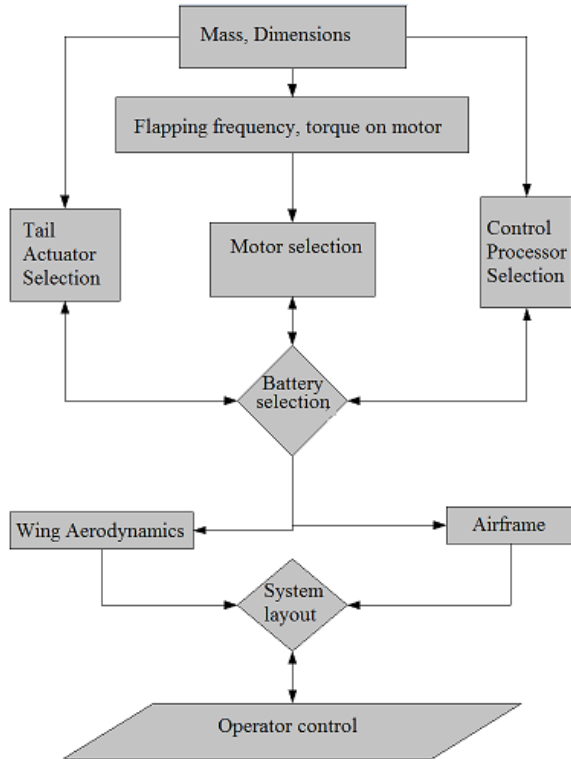 Mass, Dimensions
Flapping frequency, torque on motor
Tail
Actuator
Selection
Motor selection
Control
Processor
Selection
Battery
selection
Wing Aerodynamics
Airframe
System
layout
Operator control